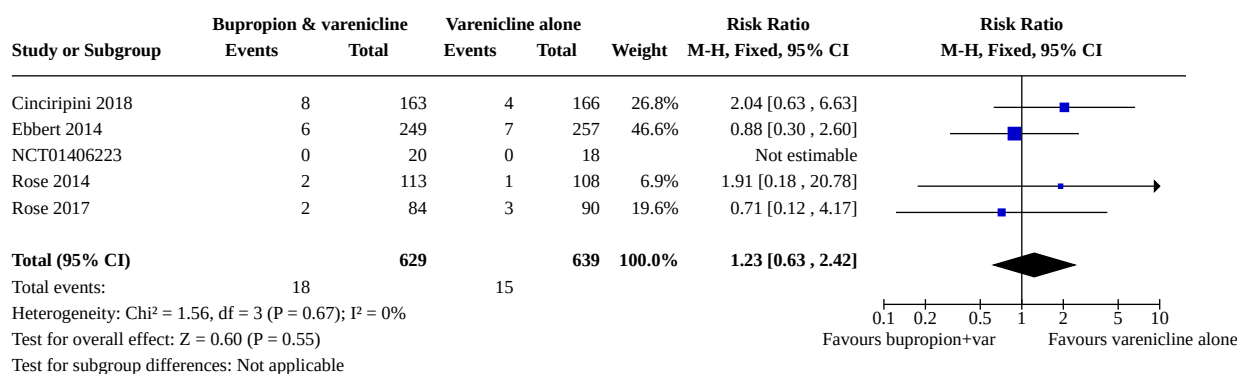 Bupropion & varenicline Varenicline alone Risk Ratio Risk Ratio
Study or Subgroup Events Total Events Total Weight M-H, Fixed, 95% CI M-H, Fixed, 95% CI
Cinciripini 2018 8 163 4 166 26.8% 2.04 [0.63 , 6.63]
Ebbert 2014 6 249 7 257 46.6% 0.88 [0.30 , 2.60]
NCT01406223 0 20 0 18 Not estimable
Rose 2014 2 113 1 108 6.9% 1.91 [0.18 , 20.78]
Rose 2017 2 84 3 90 19.6% 0.71 [0.12 , 4.17]
Total (95% CI) 629 639 100.0% 1.23 [0.63 , 2.42]
Total events: 18 15
Heterogeneity: Chi² = 1.56, df = 3 (P = 0.67); I² = 0%
0.1 0.2 0.5 1 2 5 10
Test for overall effect: Z = 0.60 (P = 0.55)
Favours bupropion+var Favours varenicline alone
Test for subgroup differences: Not applicable